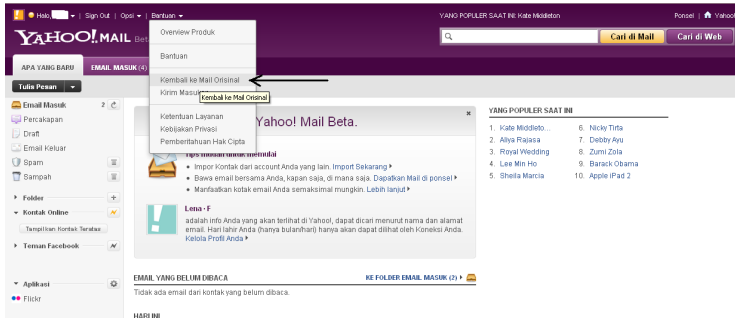 Halo, | Sign Out | Opsi | Bantuan
YANG POPULER SAAT INI: Kate Middleton
Ponsel | Yahoo!
YAHOO! MAIL Beta
Cari di Mail
Cari di Web
Overview Produk
Bantuan
Kembali ke Mail Orisinal
Kirim
Kembali ke Mail Orisinal
Ketentuan Layanan
Kebijakan Privasi
Pemberitahuan Hak Cipta
APA YANG BARU
EMAIL MASUK (4)
Tulis Pesan
Email Masuk 2
Percakapan
Draft
Email Keluar
Spam
Sampah
Folder
Kontak Online
Tampilkan Kontak Teratas
Teman Facebook
Aplikasi
Flickr
Yahoo! Mail Beta.
Tips mudah untuk memulai
Impor Kontak dari account Anda yang lain. Import Sekarang
Bawa email bersama Anda, kapan saja, di mana saja. Dapatkan Mail di ponsel
Manfaatkan kotak email Anda semaksimal mungkin. Lebih lanjut
Lena · F
adalah info Anda yang akan terlihat di Yahoo!, dapat dicari menurut nama dan alamat
email. Hari lahir Anda (hanya bulan/hari) hanya akan dapat dilihat oleh Koneksi Anda.
Kelola Profil Anda
EMAIL YANG BELUM DIBACA
KE FOLDER EMAIL MASUK (2)
Tidak ada email dari kontak yang belum dibaca.
HARI INI
YANG POPULER SAAT INI
1. Kate Middleto...
2. Aliya Rajasa
3. Royal Wedding
4. Lee Min Ho
5. Sheila Marcia
6. Nicky Tirta
7. Debby Ayu
8. Zumi Zola
9. Barack Obama
10. Apple iPad 2